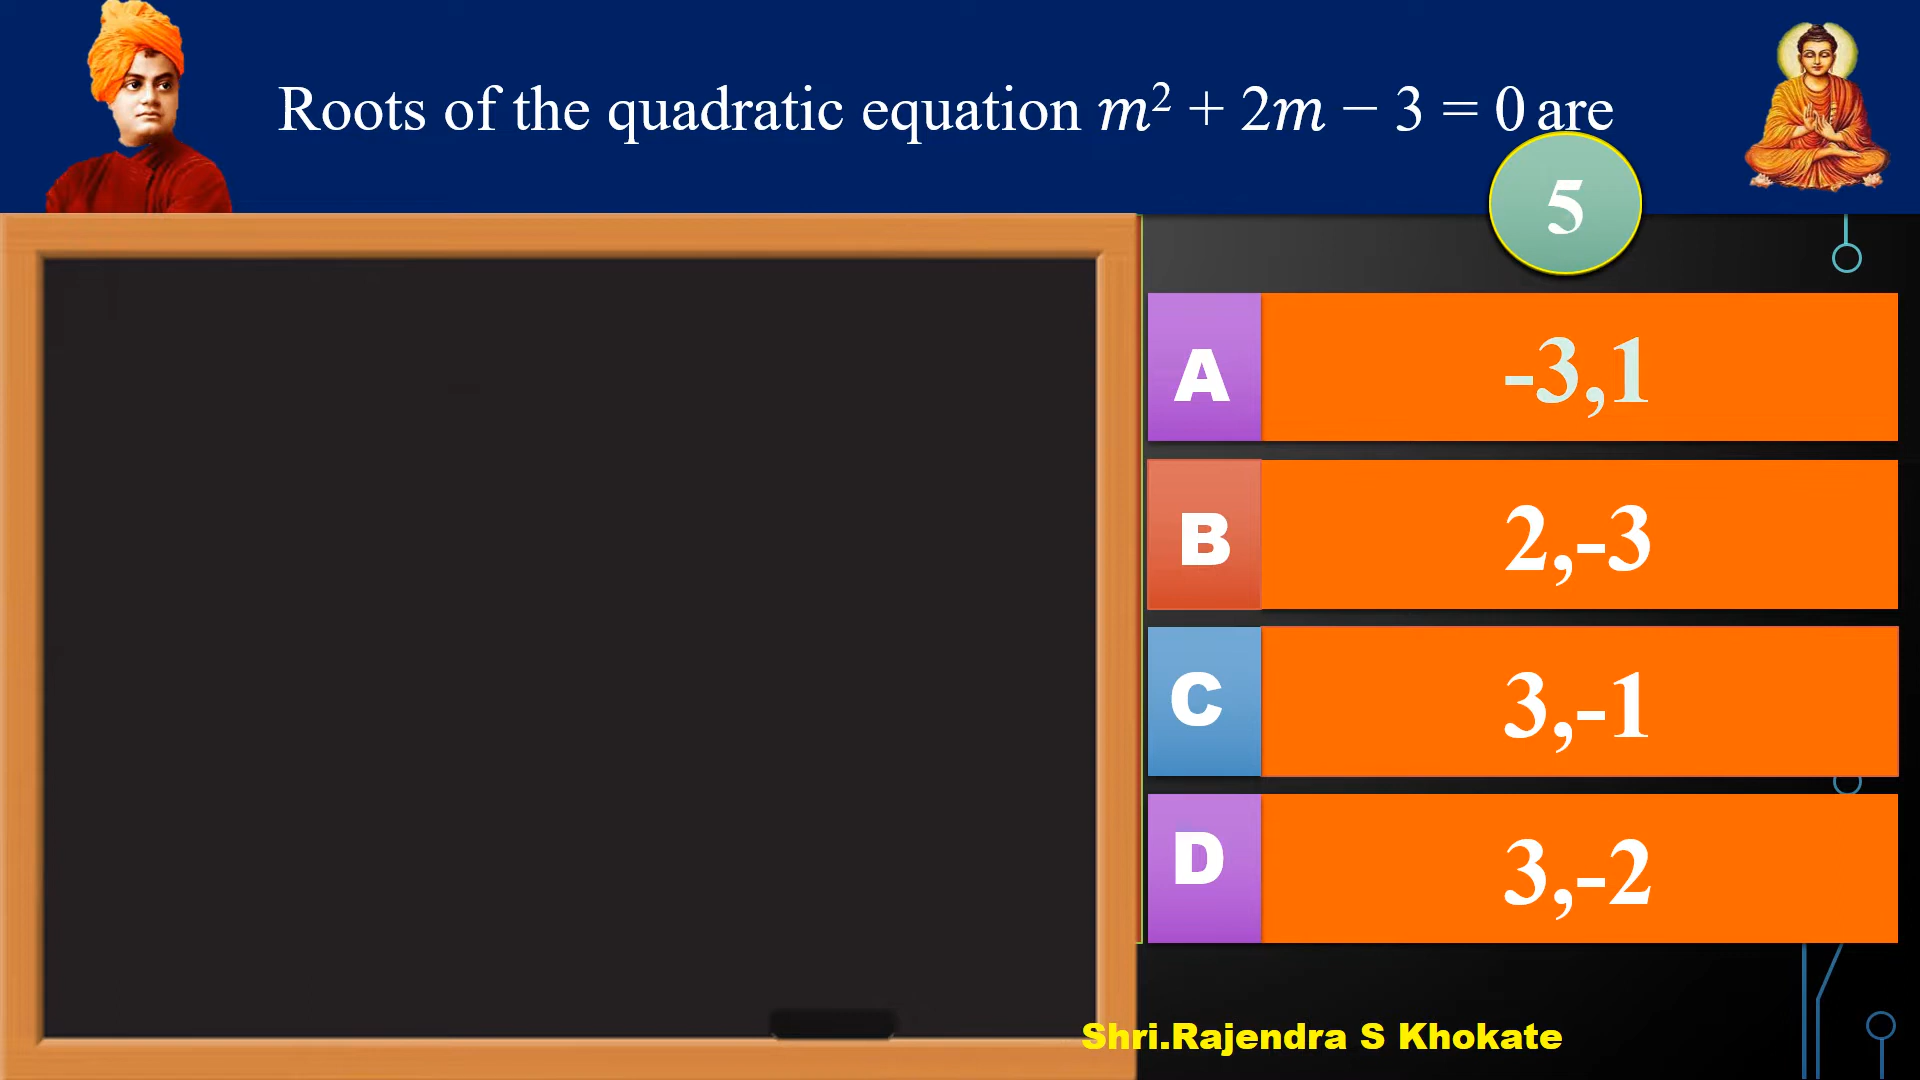 Roots of the quadratic equation m² + 2m − 3 = 0 are
5
A -3,1
B 2,-3
C 3,-1
D 3,-2
Shri.Rajendra S Khokate